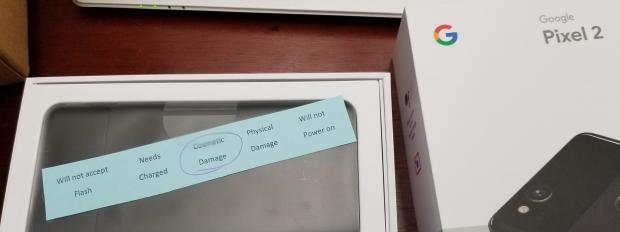 Google
Pixel 2
Will not accept
Flash
Needs
Charged
Cosmetic
Damage
Physical
Damage
Will not
Power on